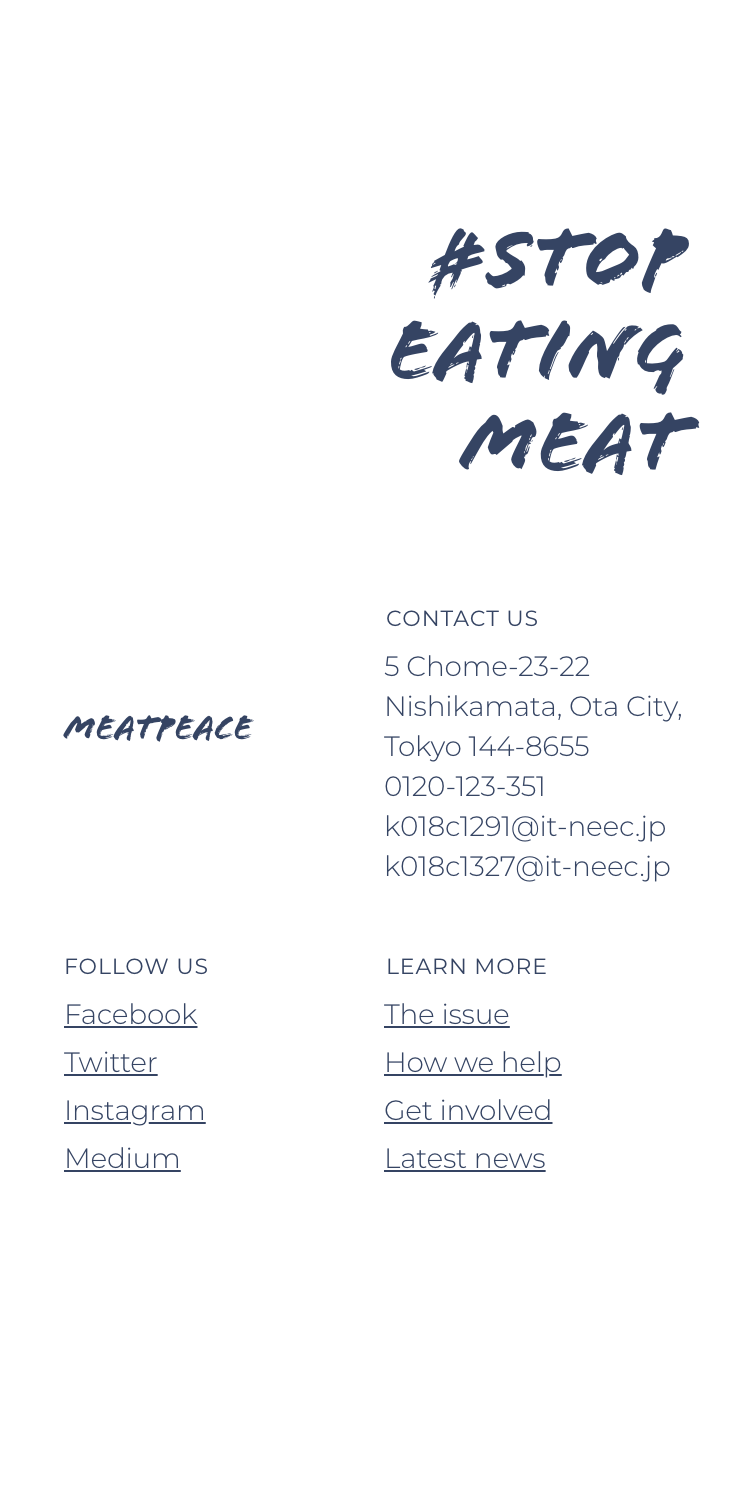 #STOP
EATING
MEAT
MEATPEACE
CONTACT US
5 Chome-23-22
Nishikamata, Ota City,
Tokyo 144-8655
0120-123-351
k018c1291@it-neec.jp
k018c1327@it-neec.jp
FOLLOW US
Facebook
Twitter
Instagram
Medium
LEARN MORE
The issue
How we help
Get involved
Latest news